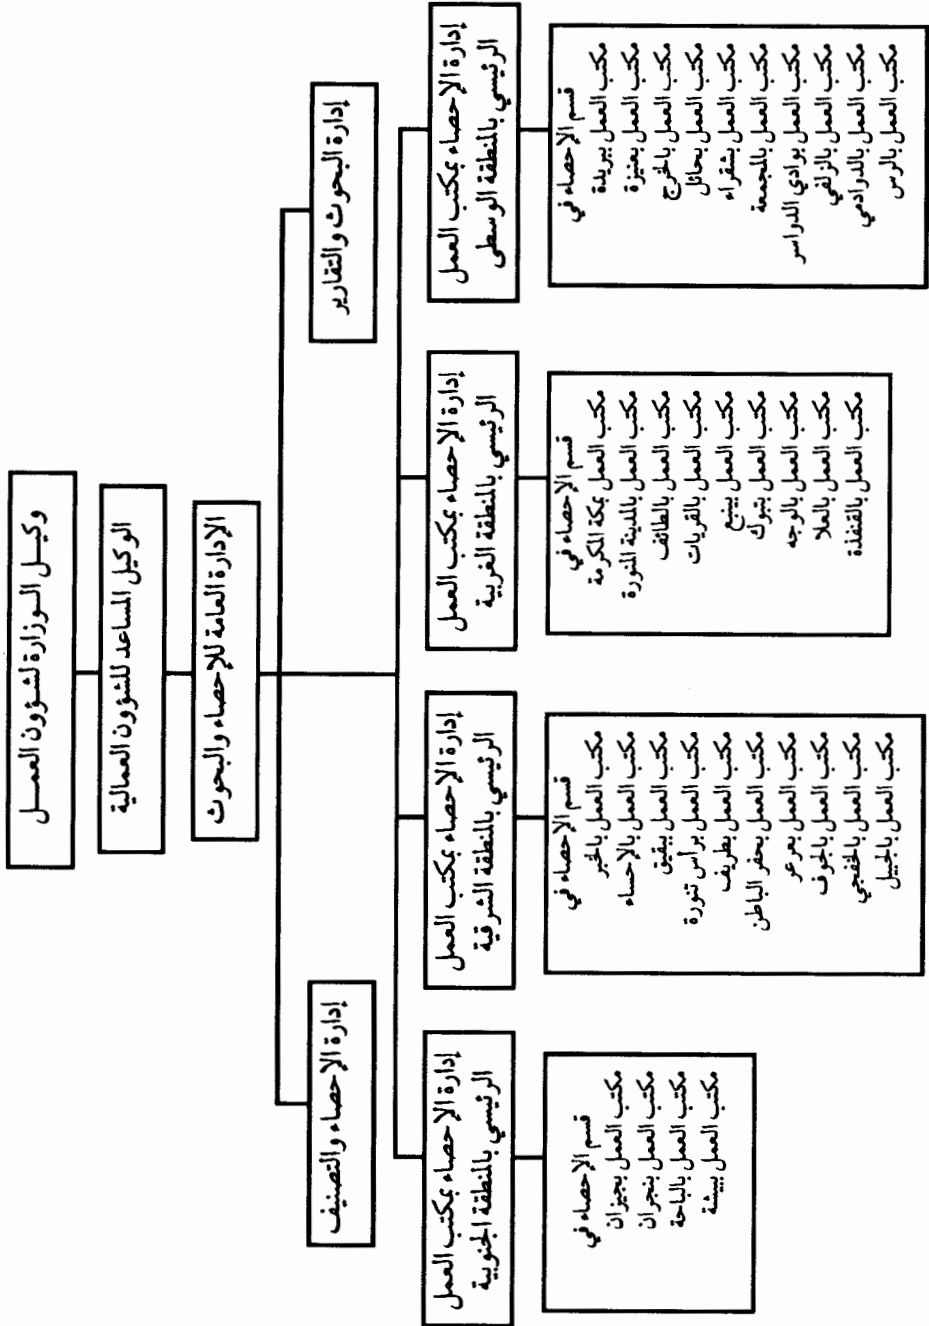 وكيل الوزارة لشؤون العمل
الوكيل المساعد للشؤون العمالية
الإدارة العامة للإحصاء والبحوث
إدارة البحوث والتقارير
إدارة الإحصاء والتصنيف
إدارة الإحصاء بمكتب العمل
الرئيسي بالمنطقة الوسطى
إدارة الإحصاء بمكتب العمل
الرئيسي بالمنطقة الغربية
إدارة الإحصاء بمكتب العمل
الرئيسي بالمنطقة الشرقية
إدارة الإحصاء بمكتب العمل
الرئيسي بالمنطقة الجنوبية
قسم الإحصاء في
مكتب العمل ببريدة
مكتب العمل بعنيزة
مكتب العمل بالخرج
مكتب العمل بحائل
مكتب العمل بشقراء
مكتب العمل بالمجمعة
مكتب العمل بوادي الدواسر
مكتب العمل بالزلفي
مكتب العمل بالدوادمي
مكتب العمل بالرس
قسم الإحصاء في
مكتب العمل بمكة المكرمة
مكتب العمل بالمدينة المنورة
مكتب العمل بالطائف
مكتب العمل بالقريات
مكتب العمل بينبع
مكتب العمل بتبوك
مكتب العمل بالوجه
مكتب العمل بالعلا
مكتب العمل بالقنفذة
قسم الإحصاء في
مكتب العمل بالخبر
مكتب العمل بالإحساء
مكتب العمل ببقيق
مكتب العمل برأس تنورة
مكتب العمل بطريف
مكتب العمل بحفر الباطن
مكتب العمل بعرعر
مكتب العمل بالجوف
مكتب العمل بالخفجي
مكتب العمل بالجبيل
قسم الإحصاء في
مكتب العمل بجيزان
مكتب العمل بنجران
مكتب العمل بالباحة
مكتب العمل ببيشة